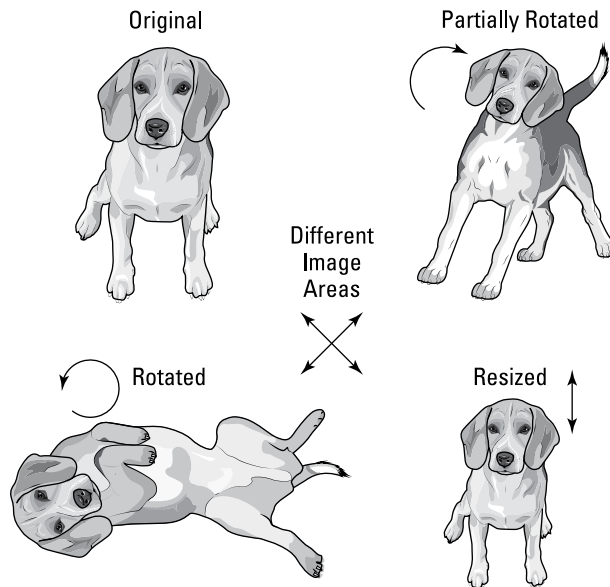 Original
Partially Rotated
Different
Image
Areas
Rotated
Resized